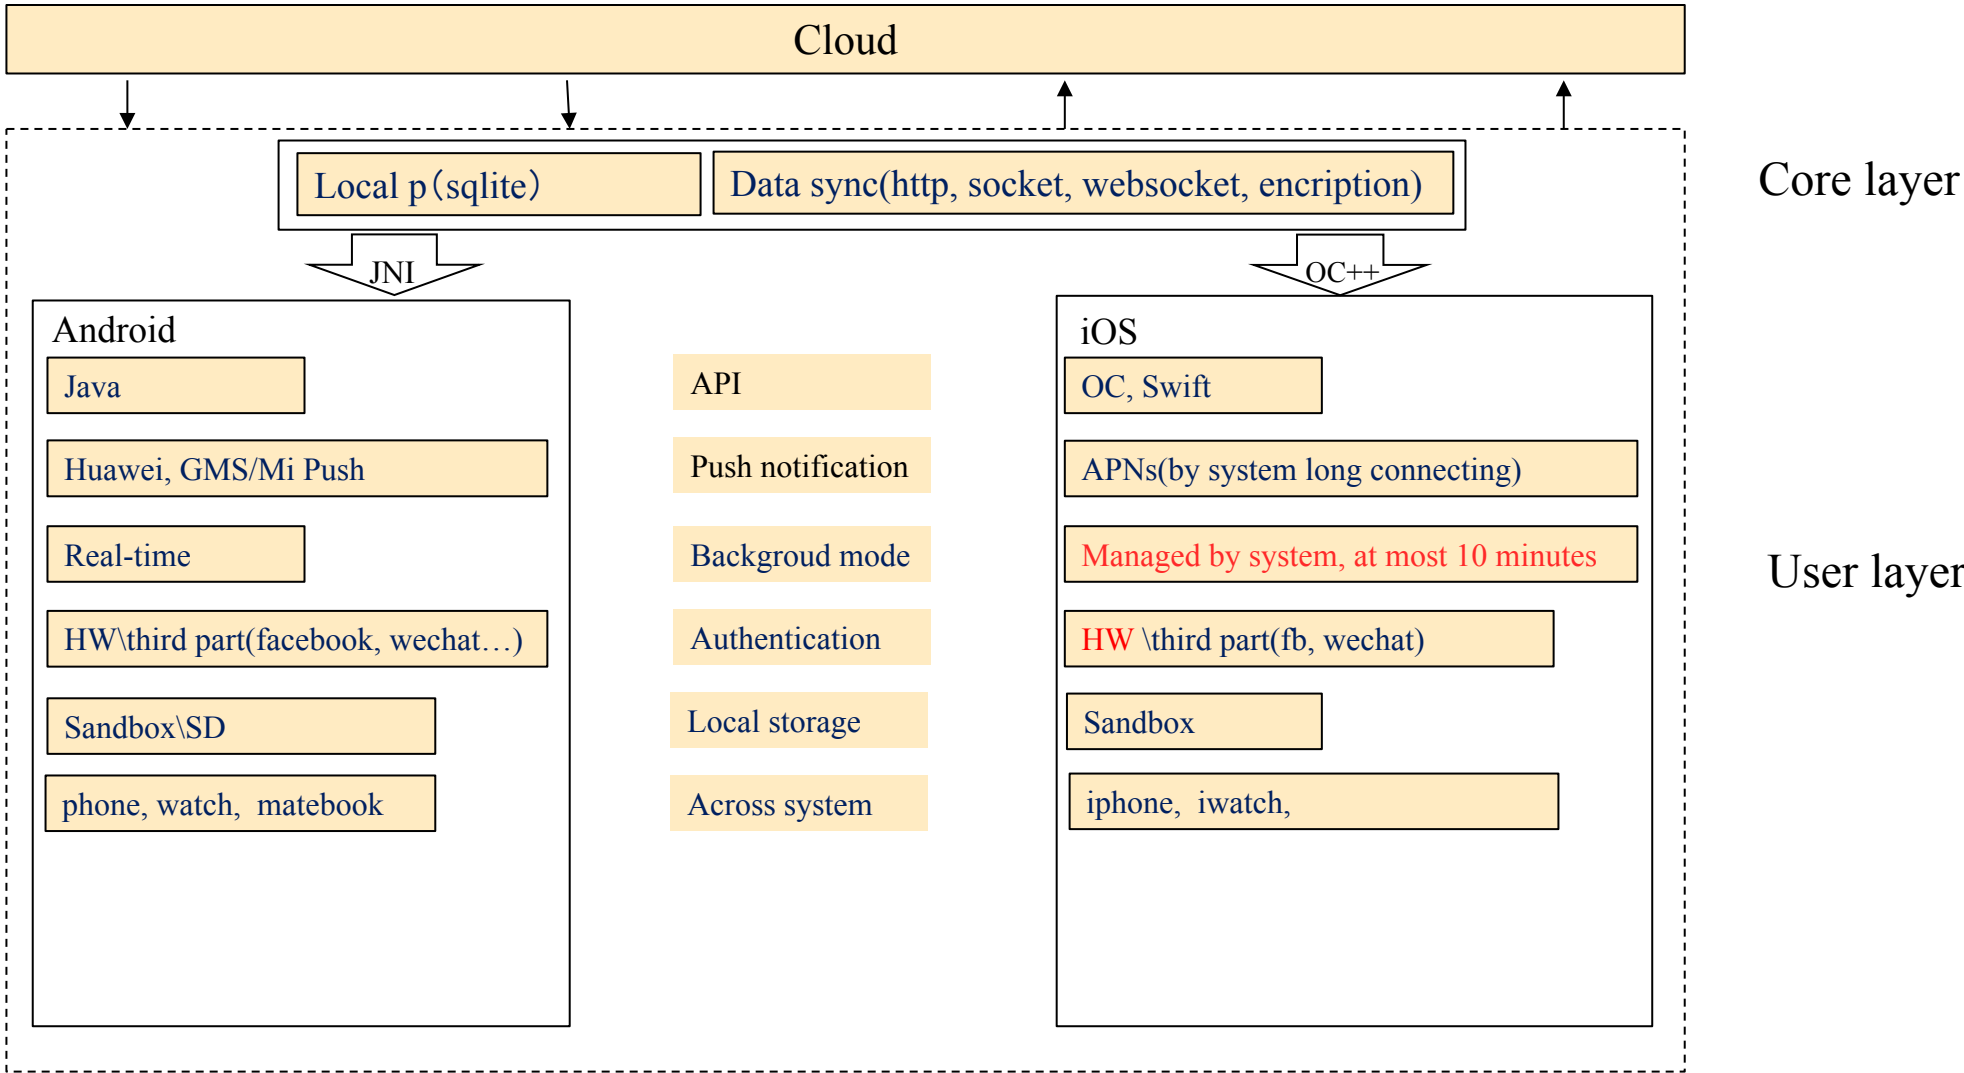 Cloud
Local p（sqlite）
Data sync(http, socket, websocket, encription)
Core layer
JNI
OC++
Android
iOS
Java
API
OC, Swift
Huawei, GMS/Mi Push
Push notification
APNs(by system long connecting)
Real-time
Backgroud mode
Managed by system, at most 10 minutes
User layer
HW\third part(facebook, wechat…)
Authentication
HW \third part(fb, wechat)
Sandbox\SD
Local storage
Sandbox
phone, watch, matebook
Across system
iphone, iwatch,